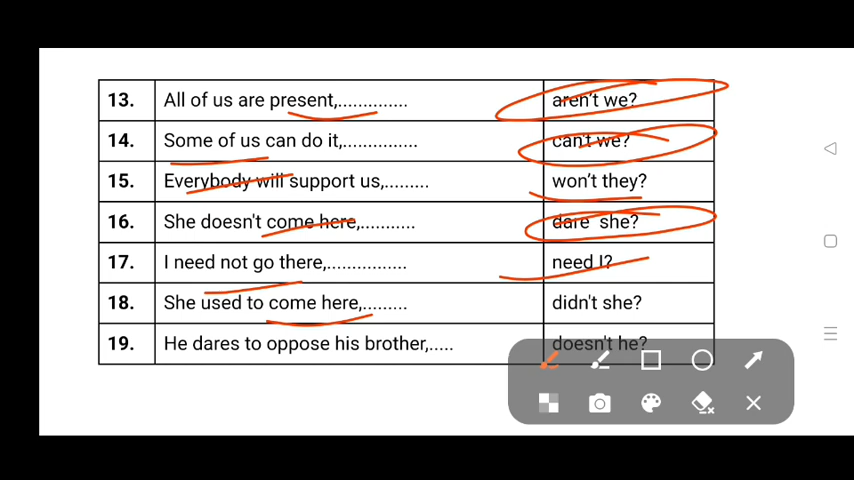 13. All of us are present,.............. aren't we?
14. Some of us can do it,............... can't we?
15. Everybody will support us,......... won't they?
16. She doesn't come here,........... dare she?
17. I need not go there,................ need I?
18. She used to come here,......... didn't she?
19. He dares to oppose his brother,..... doesn't he?